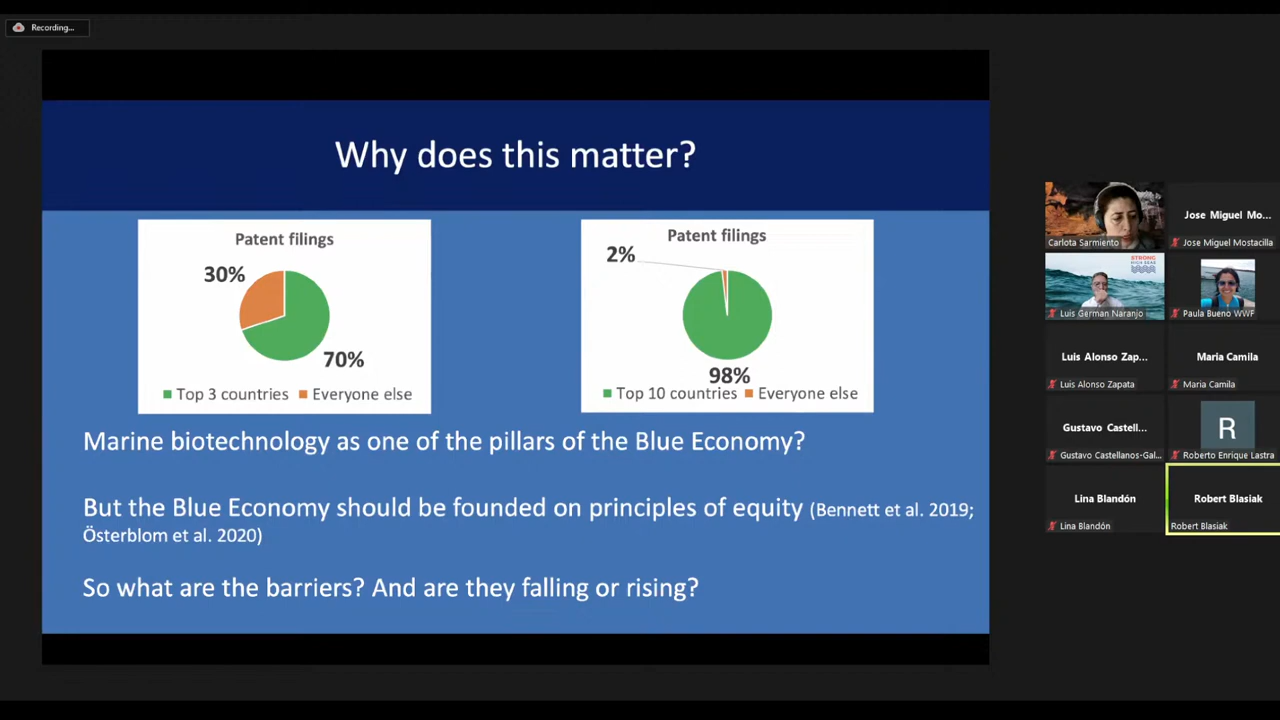 Recording...
Why does this matter?
Patent filings
30%
70%
Top 3 countries Everyone else
Patent filings
2%
98%
Top 10 countries Everyone else
Marine biotechnology as one of the pillars of the Blue Economy?
But the Blue Economy should be founded on principles of equity (Bennett et al. 2019;
Österblom et al. 2020)
So what are the barriers? And are they falling or rising?
Carlota Sarmiento
Jose Miguel Mo...
Jose Miguel Mostacilla
STRONG
HIGH SEAS
Luis German Naranjo
Paula Bueno WWF
Luis Alonso Zap...
Luis Alonso Zapata
Maria Camila
Maria Camila
Gustavo Castell...
Gustavo Castellanos-Gal...
R
Roberto Enrique Lastra
Lina Blandón
Lina Blandón
Robert Blasiak
Robert Blasiak